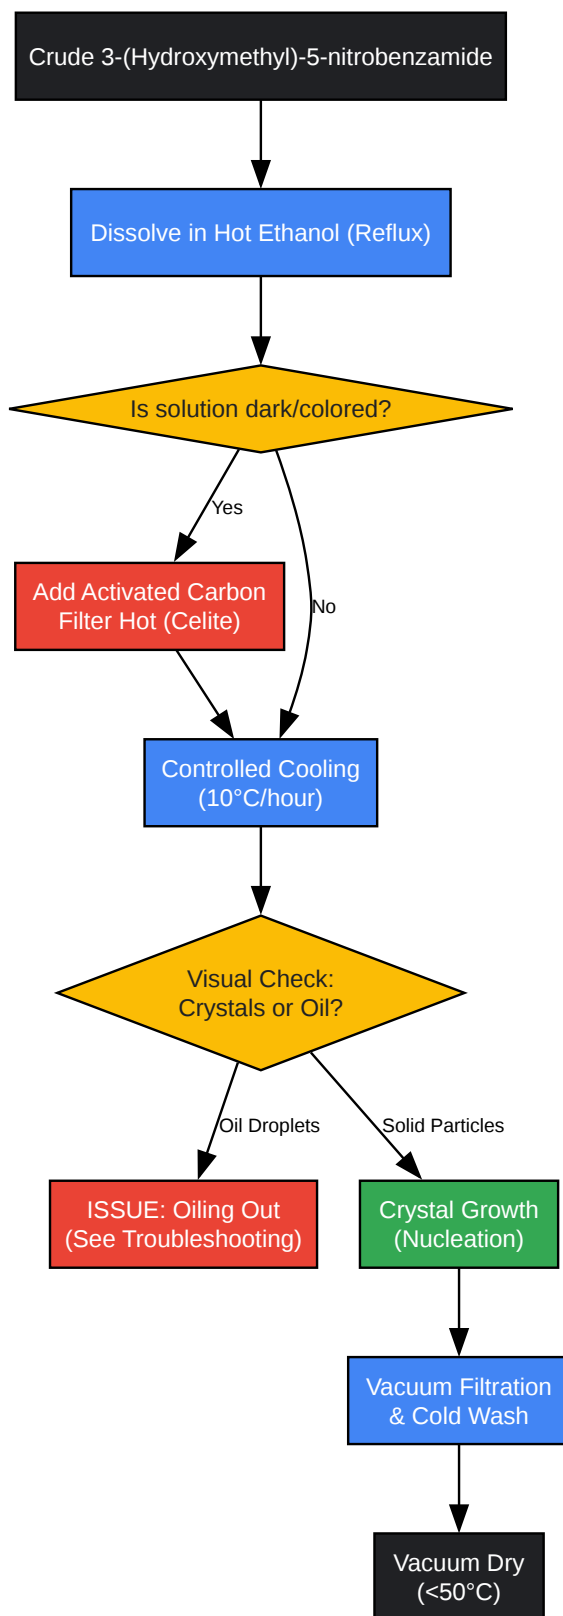 Crude 3-(Hydroxymethyl)-5-nitrobenzamide
Dissolve in Hot Ethanol (Reflux)
Is solution dark/colored?
Yes
No
Add Activated Carbon
Filter Hot (Celite)
Controlled Cooling
(10°C/hour)
Visual Check:
Crystals or Oil?
Oil Droplets
Solid Particles
ISSUE: Oiling Out
(See Troubleshooting)
Crystal Growth
(Nucleation)
Vacuum Filtration
& Cold Wash
Vacuum Dry
(<50°C)